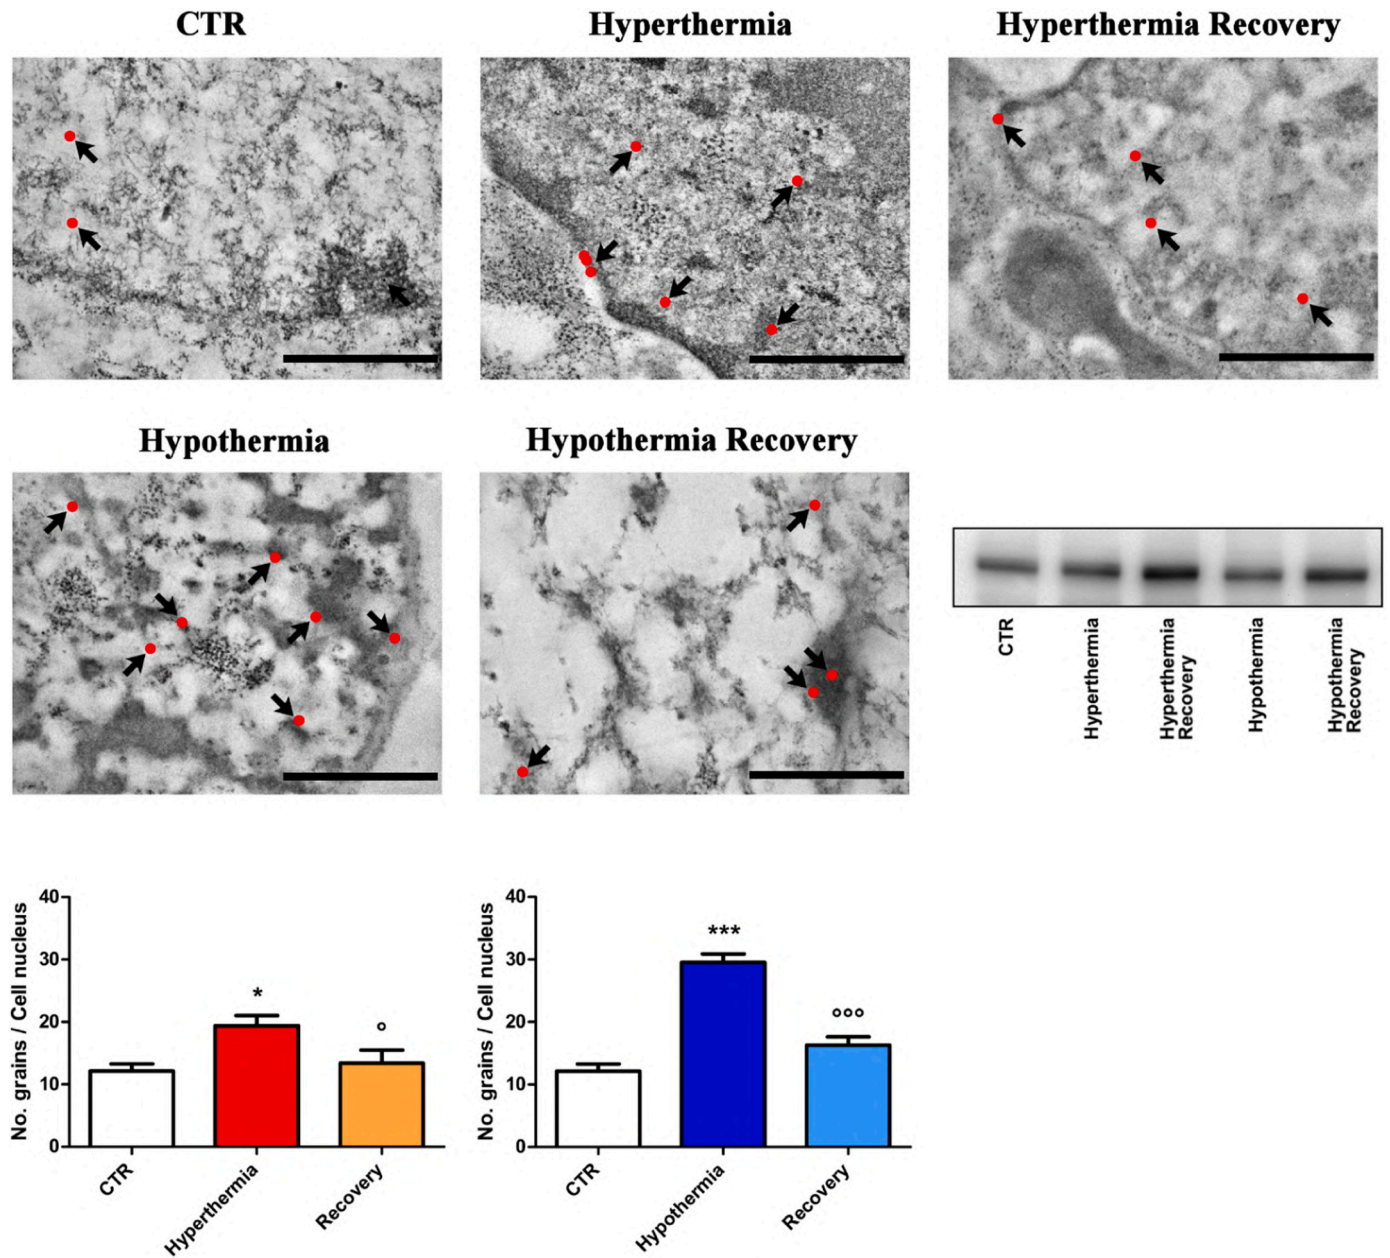 CTR
Hyperthermia
Hyperthermia Recovery
Hypothermia
Hypothermia Recovery
CTR
Hyperthermia
Hyperthermia
Recovery
Hypothermia
Hypothermia
Recovery
No. grains / Cell nucleus
40
30
20
10
0
*
°
CTR
Hyperthermia
Recovery
No. grains / Cell nucleus
40
30
20
10
0
***
°°°
CTR
Hypothermia
Recovery